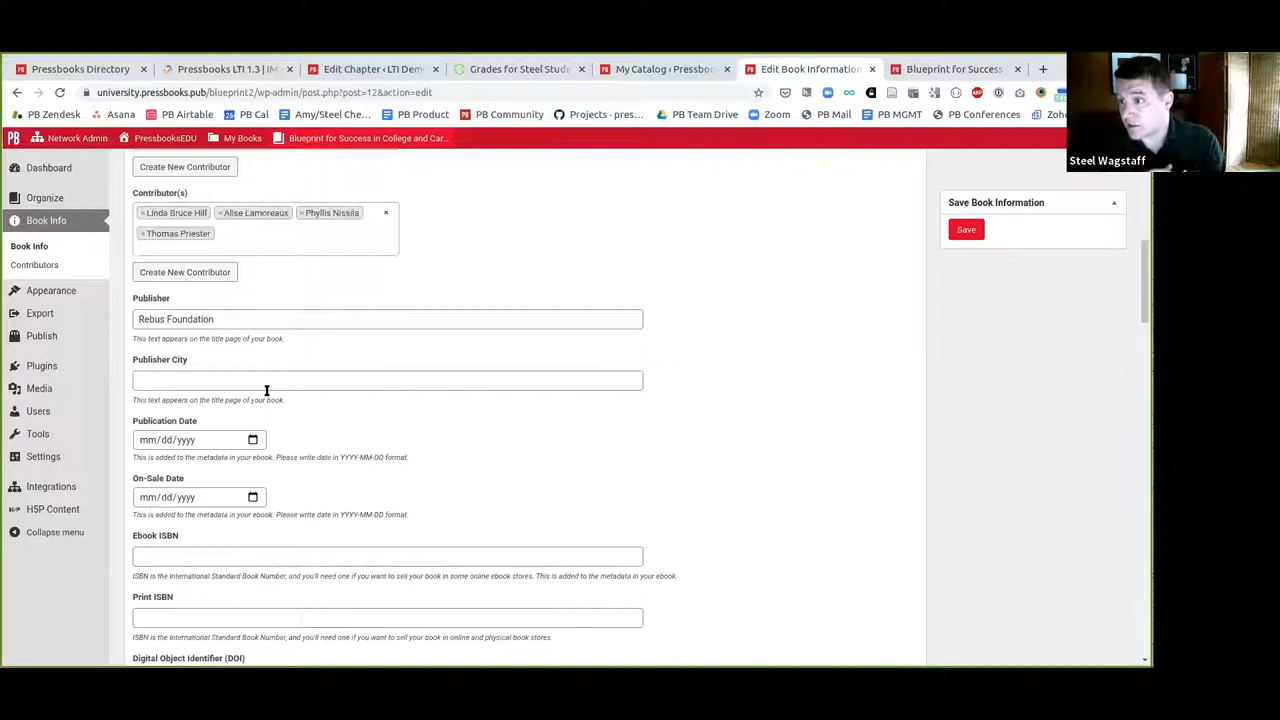 Pressbooks Directory
Pressbooks LTI 1.3 | IM
Edit Chapter ‹ LTI Dem
Grades for Steel Stude
My Catalog ‹ Pressboo
Edit Book Information
Blueprint for Success
university.pressbooks.pub/blueprint2/wp-admin/post.php?post=12&action=edit
PB Zendesk
Asana
PB Airtable
PB Cal
Amy/Steel Che...
PB Product
PB Community
Projects · pres...
PB Team Drive
Zoom
PB Mail
PB MGMT
PB Conferences
Zoho
Steel Wagstaff
Network Admin
PressbooksEDU
My Books
Blueprint for Success in College and Car...
Dashboard
Organize
Book Info
Book Info
Contributors
Appearance
Export
Publish
Plugins
Media
Users
Tools
Settings
Integrations
H5P Content
Collapse menu
Create New Contributor
Contributor(s)
× Linda Bruce Hill × Alise Lamoreaux × Phyllis Nissila ×
× Thomas Priester
Create New Contributor
Publisher
Rebus Foundation
This text appears on the title page of your book.
Publisher City
This text appears on the title page of your book.
Publication Date
mm/dd/yyyy
This is added to the metadata in your ebook. Please write date in YYYY-MM-DD format.
On-Sale Date
mm/dd/yyyy
This is added to the metadata in your ebook. Please write date in YYYY-MM-DD format.
Ebook ISBN
ISBN is the International Standard Book Number, and you'll need one if you want to sell your book in some online ebook stores. This is added to the metadata in your ebook.
Print ISBN
ISBN is the International Standard Book Number, and you'll need one if you want to sell your book in online and physical book stores.
Digital Object Identifier (DOI)
Save Book Information
Save